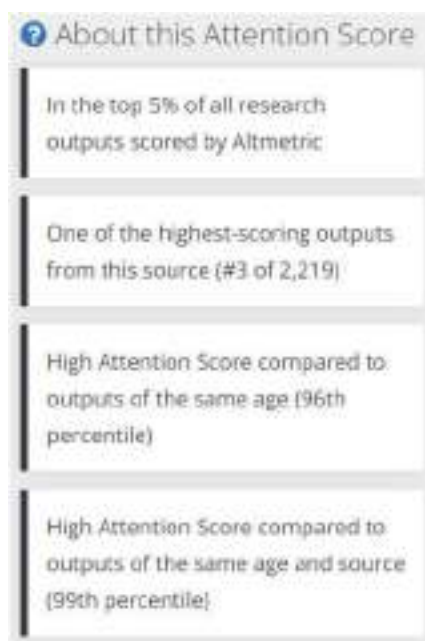 ? About this Attention Score
In the top 5% of all research
outputs scored by Altmetric
One of the highest-scoring outputs
from this source (#3 of 2,219)
High Attention Score compared to
outputs of the same age (96th
percentile)
High Attention Score compared to
outputs of the same age and source
(99th percentile)